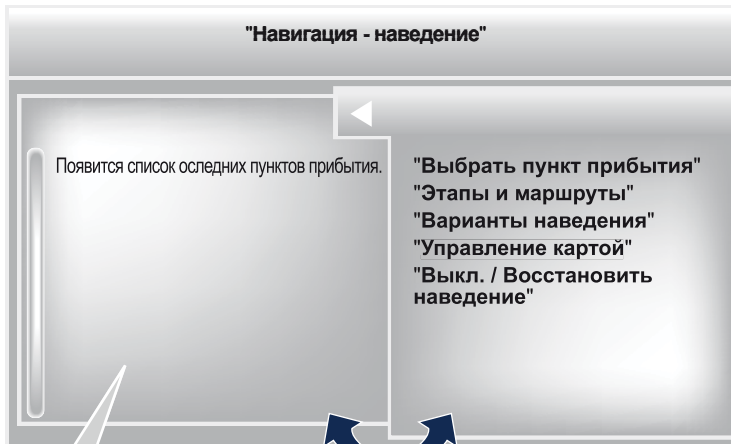 "Навигация - наведение"
Появится список оследних пунктов прибытия.
"Выбрать пункт прибытия"
"Этапы и маршруты"
"Варианты наведения"
"Управление картой"
"Выкл. / Восстановить
наведение"